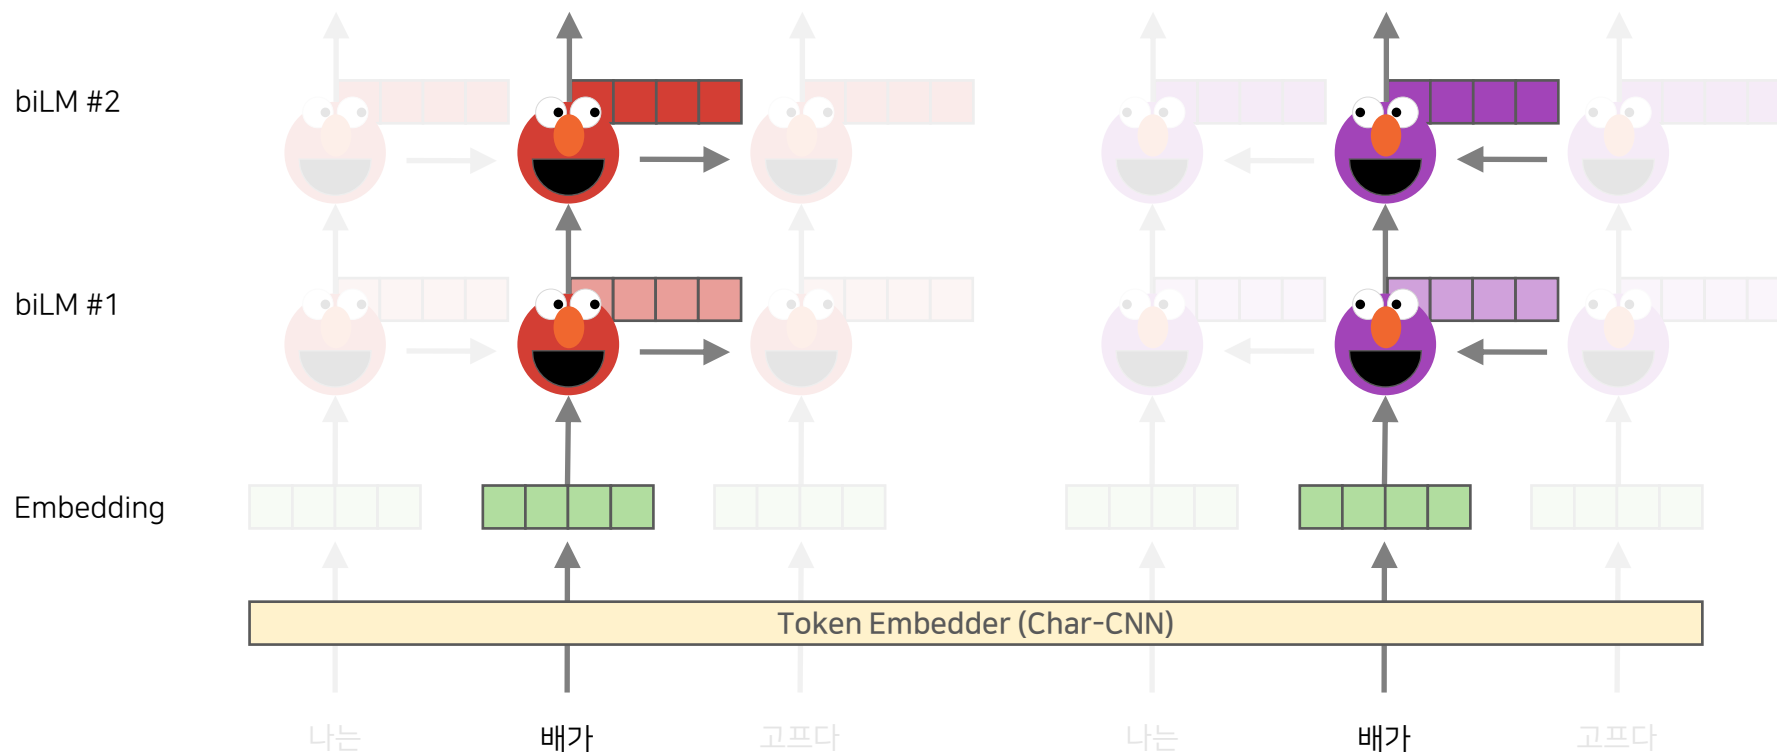 biLM #2
biLM #1
Embedding
Token Embedder (Char-CNN)
나는 배가 고프다 나는 배가 고프다